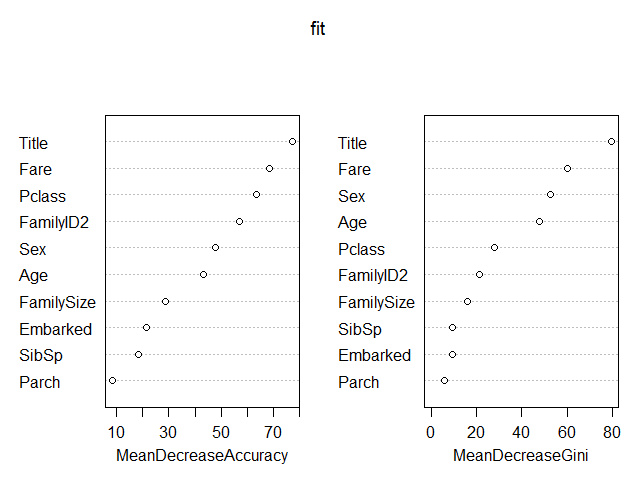 fit
Title
Fare
Pclass
FamilyID2
Sex
Age
FamilySize
Embarked
SibSp
Parch
10 30 50 70
MeanDecreaseAccuracy
Title
Fare
Sex
Age
Pclass
FamilyID2
FamilySize
SibSp
Embarked
Parch
0 20 40 60 80
MeanDecreaseGini